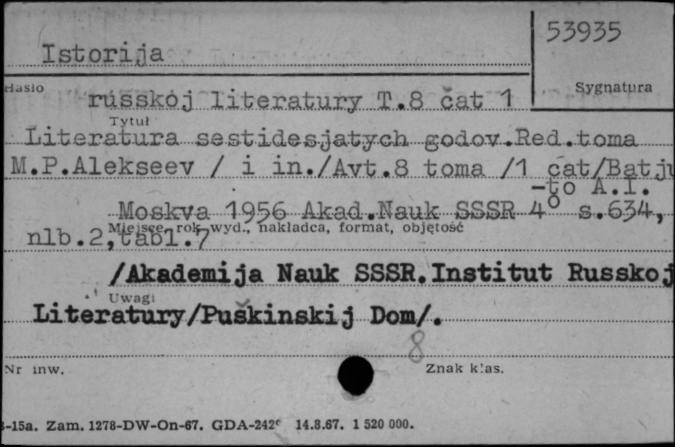 53935
Istorija
Hasło
Sygnatura
russkoj literatury T.8 čat 1
Tytuł
Literatura sestidesjatych godov.Red.toma
M.P.Alekseev / i in./Avt.8 toma /1 cat/Batju
-to A.I.
Moskva 1956 Akad.Nauk SSSR 4° s.634,
Miejsce, rok wyd., nakładca, format, objętość
nlb.2,tabl.7
/Akademija Nauk SSSR.Institut Russkoj
Uwagi
Literatury/Puškinskij Dom/.
8
Nr inw.
Znak klas.
-15a. Zam. 1278-DW-On-67. GDA-242c 14.8.67. 1 520 000.